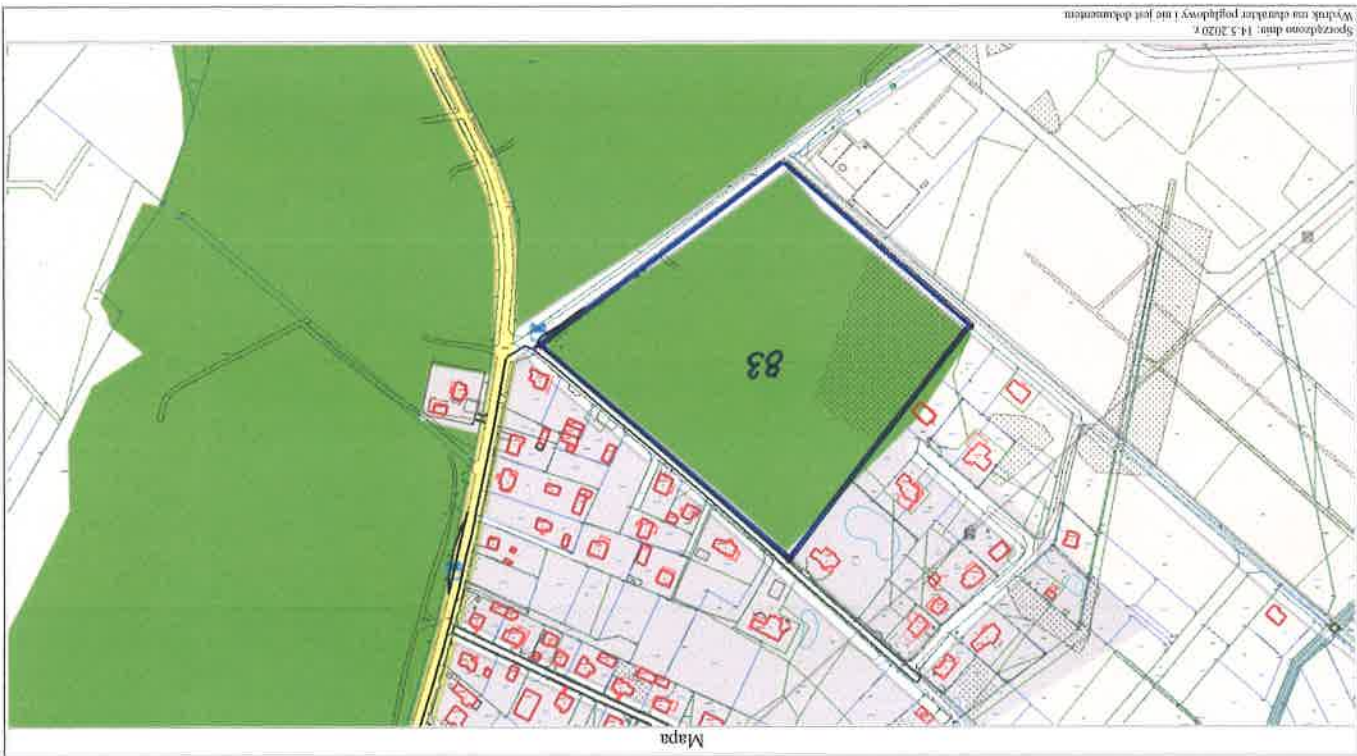 Mapa
83
Sporządzono dnia: 14.5.2020 r.
Wydruk ma charakter poglądowy i nie jest dokumentem